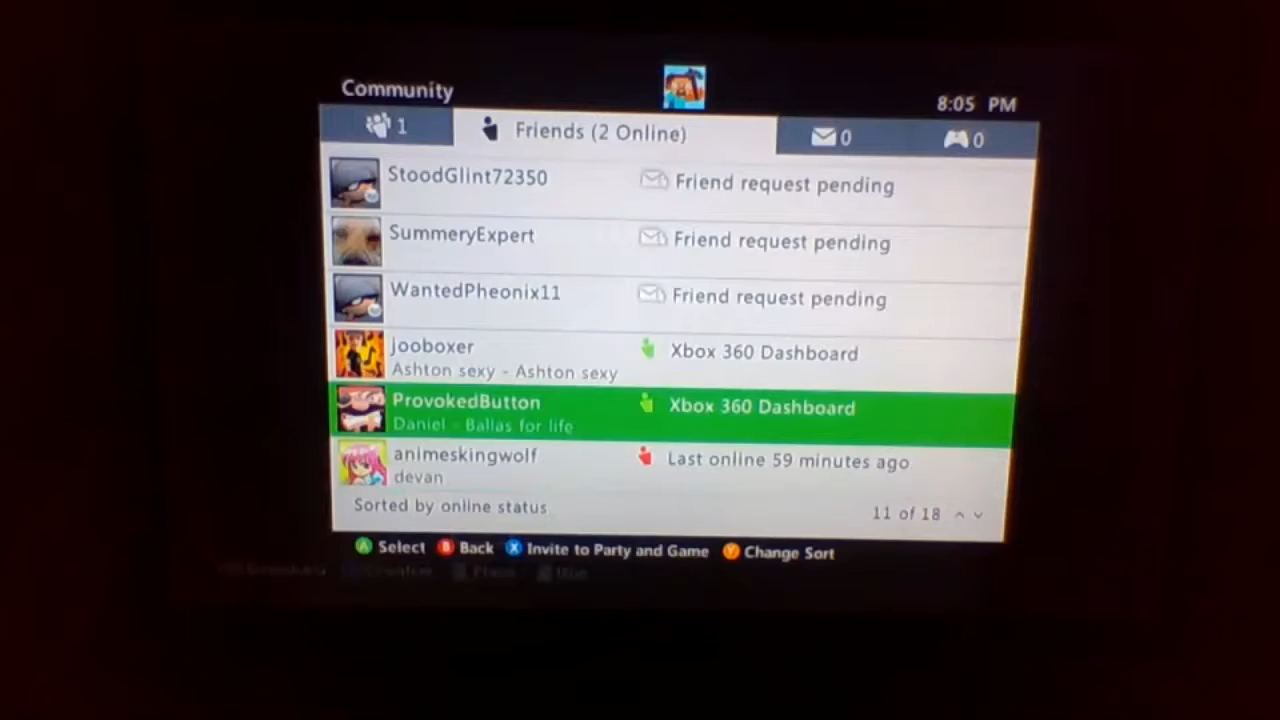 Community
8:05 PM
1
Friends (2 Online)
0
0
StoodGlint72350
Friend request pending
SummeryExpert
Friend request pending
WantedPheonix11
Friend request pending
jooboxer
Xbox 360 Dashboard
Ashton sexy - Ashton sexy
ProvokedButton
Xbox 360 Dashboard
Daniel - Ballas for life
animeskingwolf
Last online 59 minutes ago
devan
Sorted by online status
11 of 18
A Select B Back X Invite to Party and Game Y Change Sort